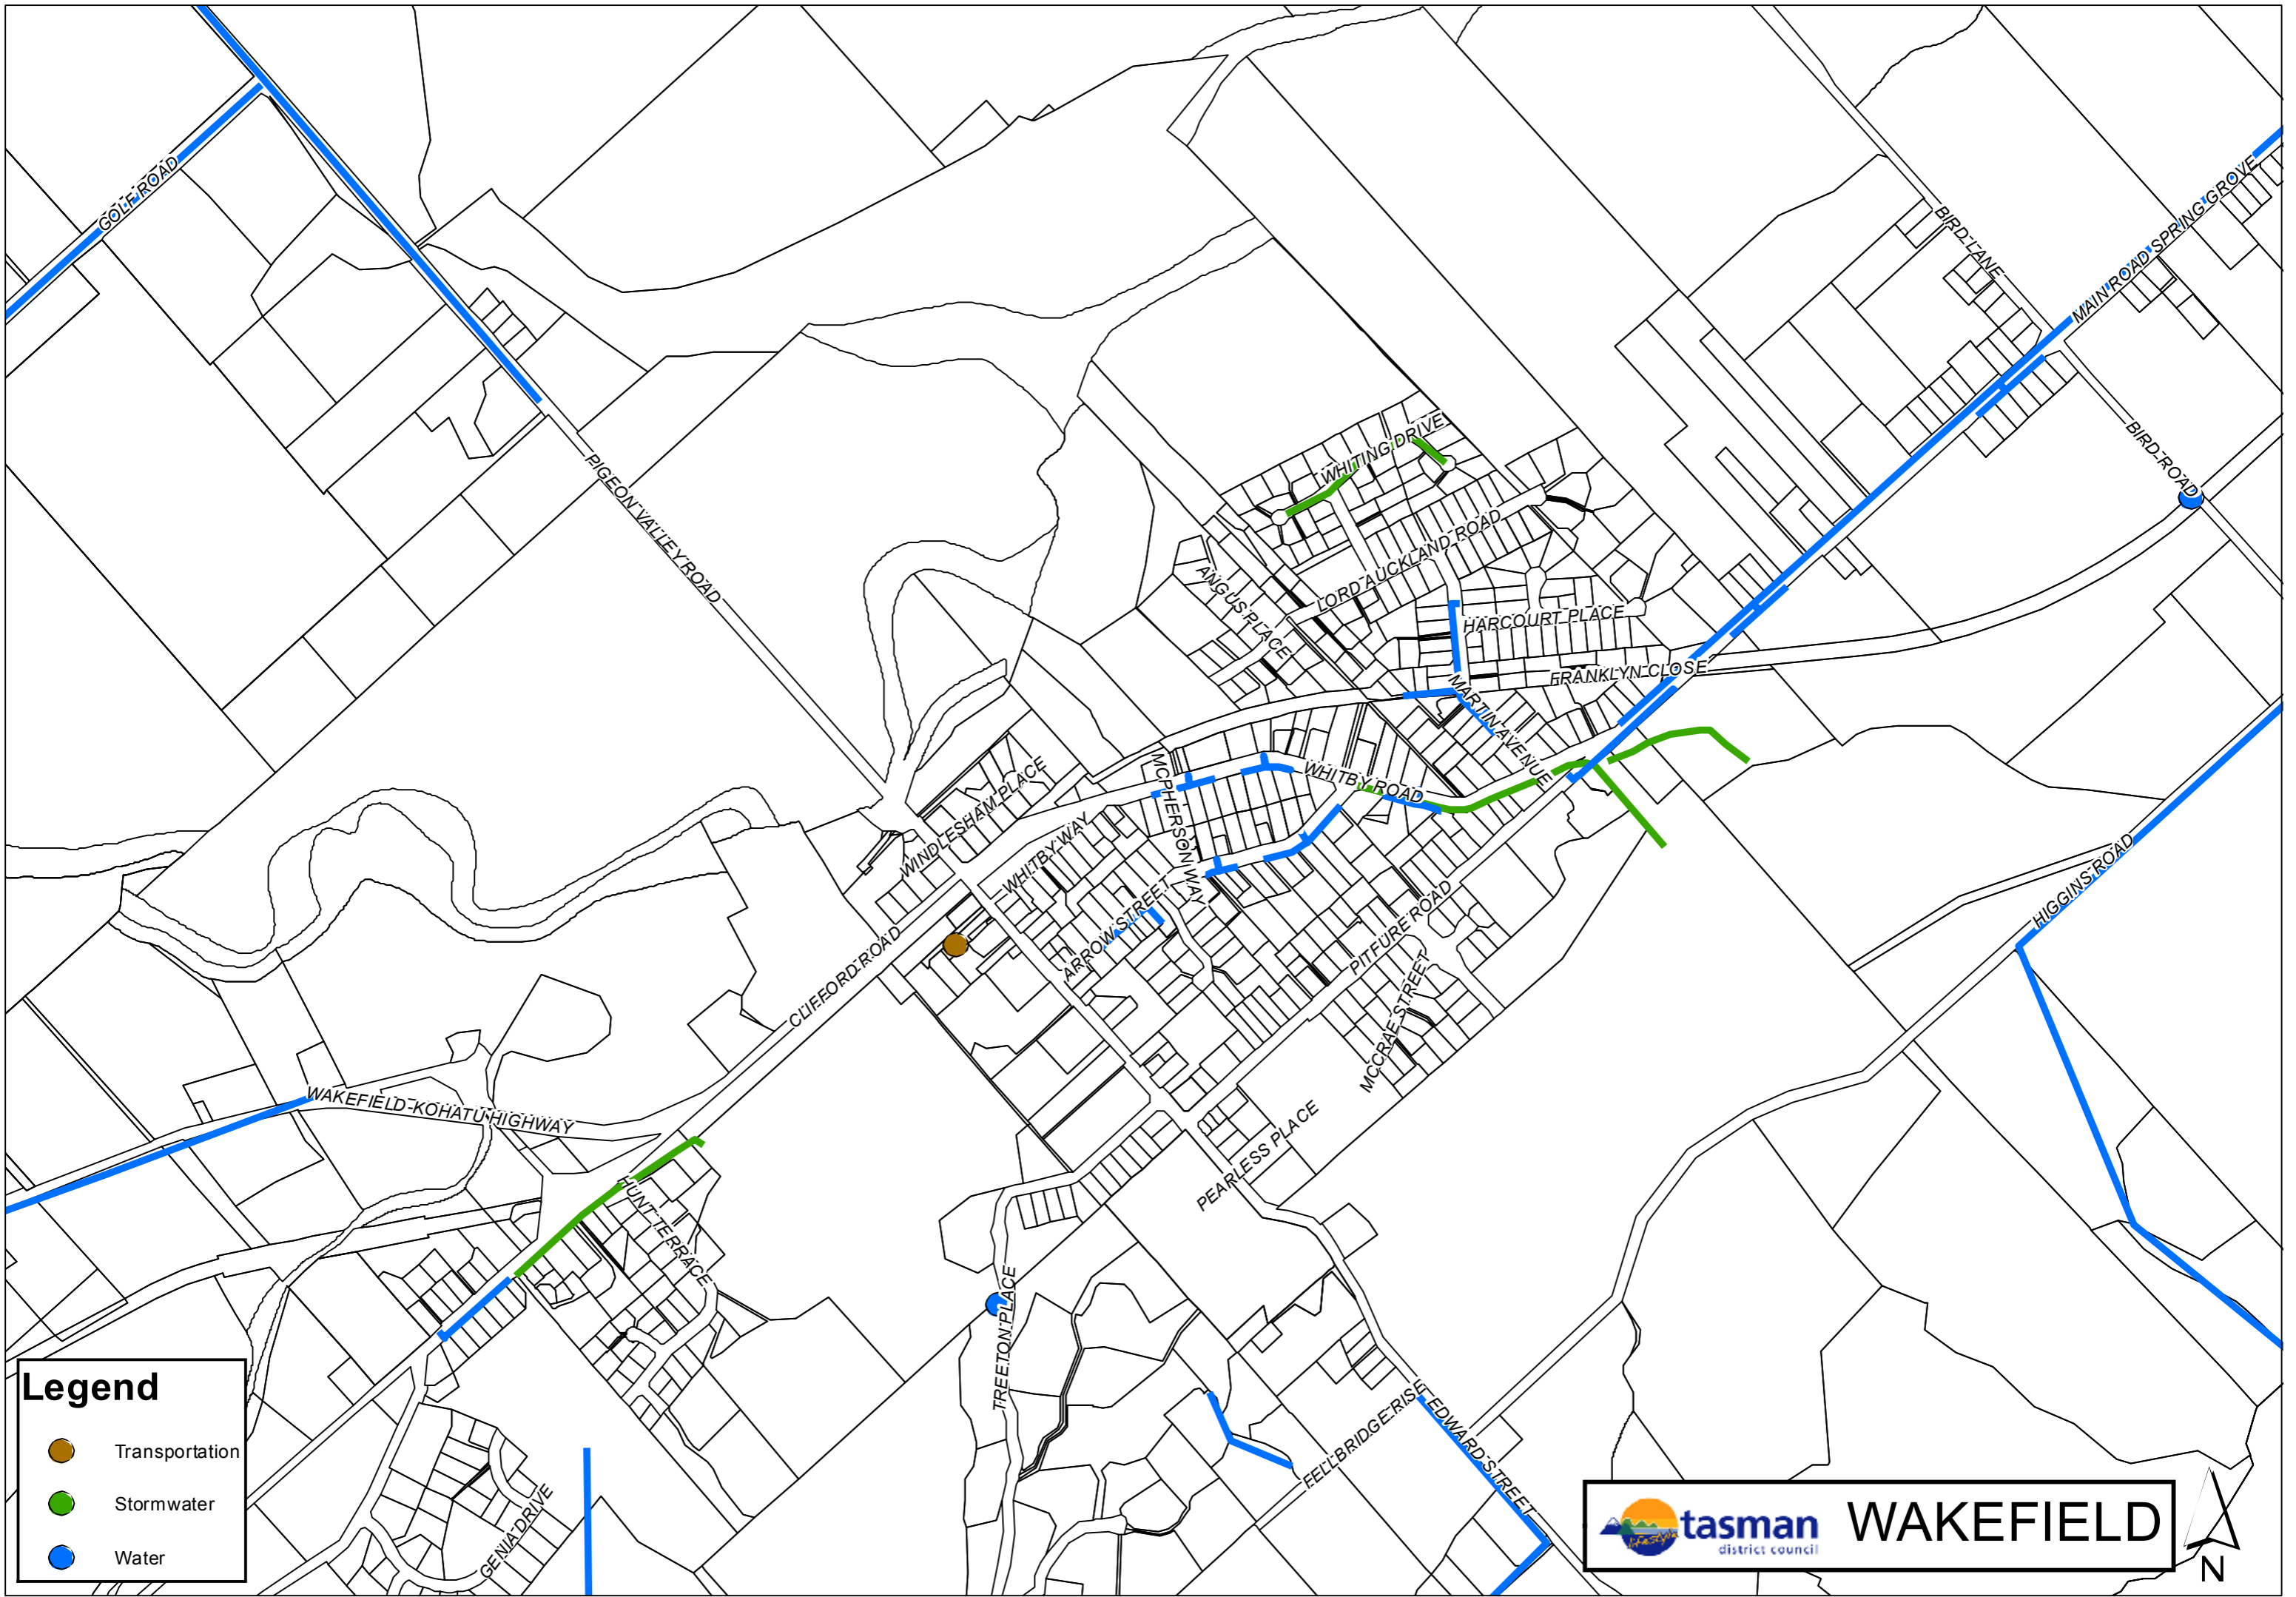 GOLF ROAD
BIRD LANE
MAIN ROAD SPRING GROVE
BIRD ROAD
PIGEON VALLEY ROAD
WHITING DRIVE
LORD AUCKLAND ROAD
ANGUS PLACE
HARCOURT PLACE
FRANKLYN CLOSE
MARTIN AVENUE
WHITBY ROAD
MCPHERSON WAY
WINDLESHAM PLACE
WHITBY WAY
ARROW STREET
PITFURE ROAD
HIGGINS ROAD
CLIFFORD ROAD
MCCRAE STREET
WAKEFIELD-KOHATU HIGHWAY
PEARLESS PLACE
HUNT TERRACE
TREETON PLACE
FELLBRIDGE RISE
EDWARD STREET
GENIA DRIVE
Legend
Transportation
Stormwater
Water
tasman
district council
WAKEFIELD
N